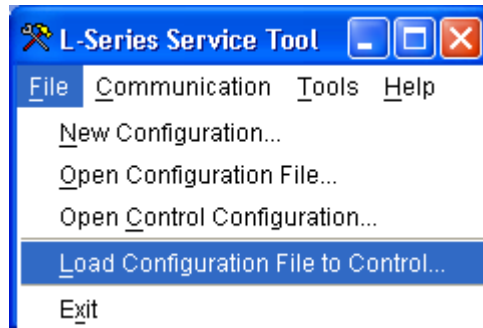 L-Series Service Tool
File Communication Tools Help
New Configuration...
Open Configuration File...
Open Control Configuration...
Load Configuration File to Control...
Exit